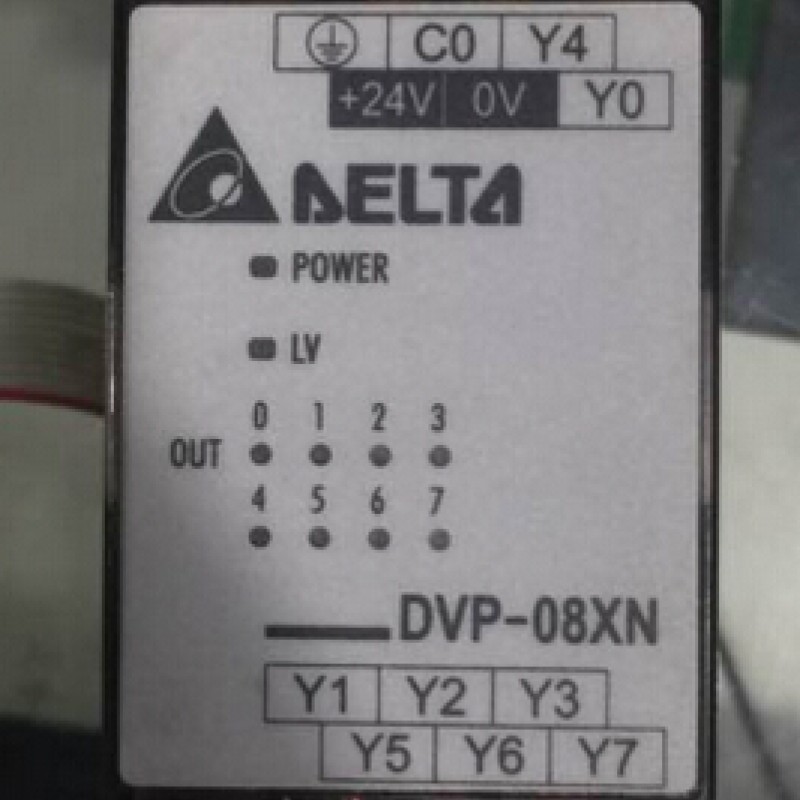 C0 Y4
+24V 0V Y0
DELTA
POWER
LV
0 1 2 3
OUT
4 5 6 7
DVP-08XN
Y1 Y2 Y3
Y5 Y6 Y7